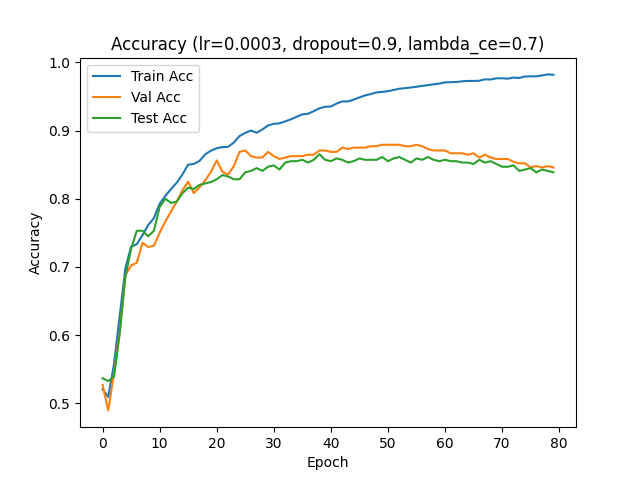 Accuracy (lr=0.0003, dropout=0.9, lambda_ce=0.7)
Train Acc
Val Acc
Test Acc
1.0
0.9
0.8
0.7
0.6
0.5
Accuracy
0 10 20 30 40 50 60 70 80
Epoch